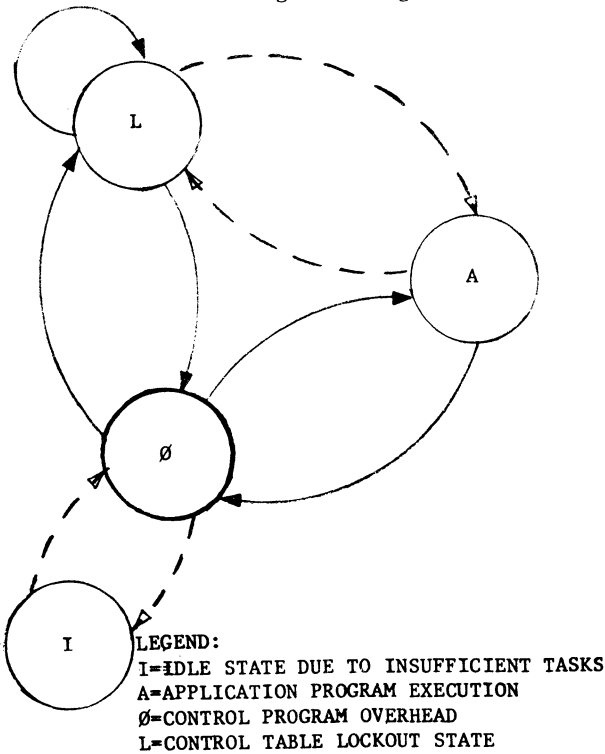 L
A
Ø
I
LEGEND:
I=IDLE STATE DUE TO INSUFFICIENT TASKS
A=APPLICATION PROGRAM EXECUTION
Ø=CONTROL PROGRAM OVERHEAD
L=CONTROL TABLE LOCKOUT STATE